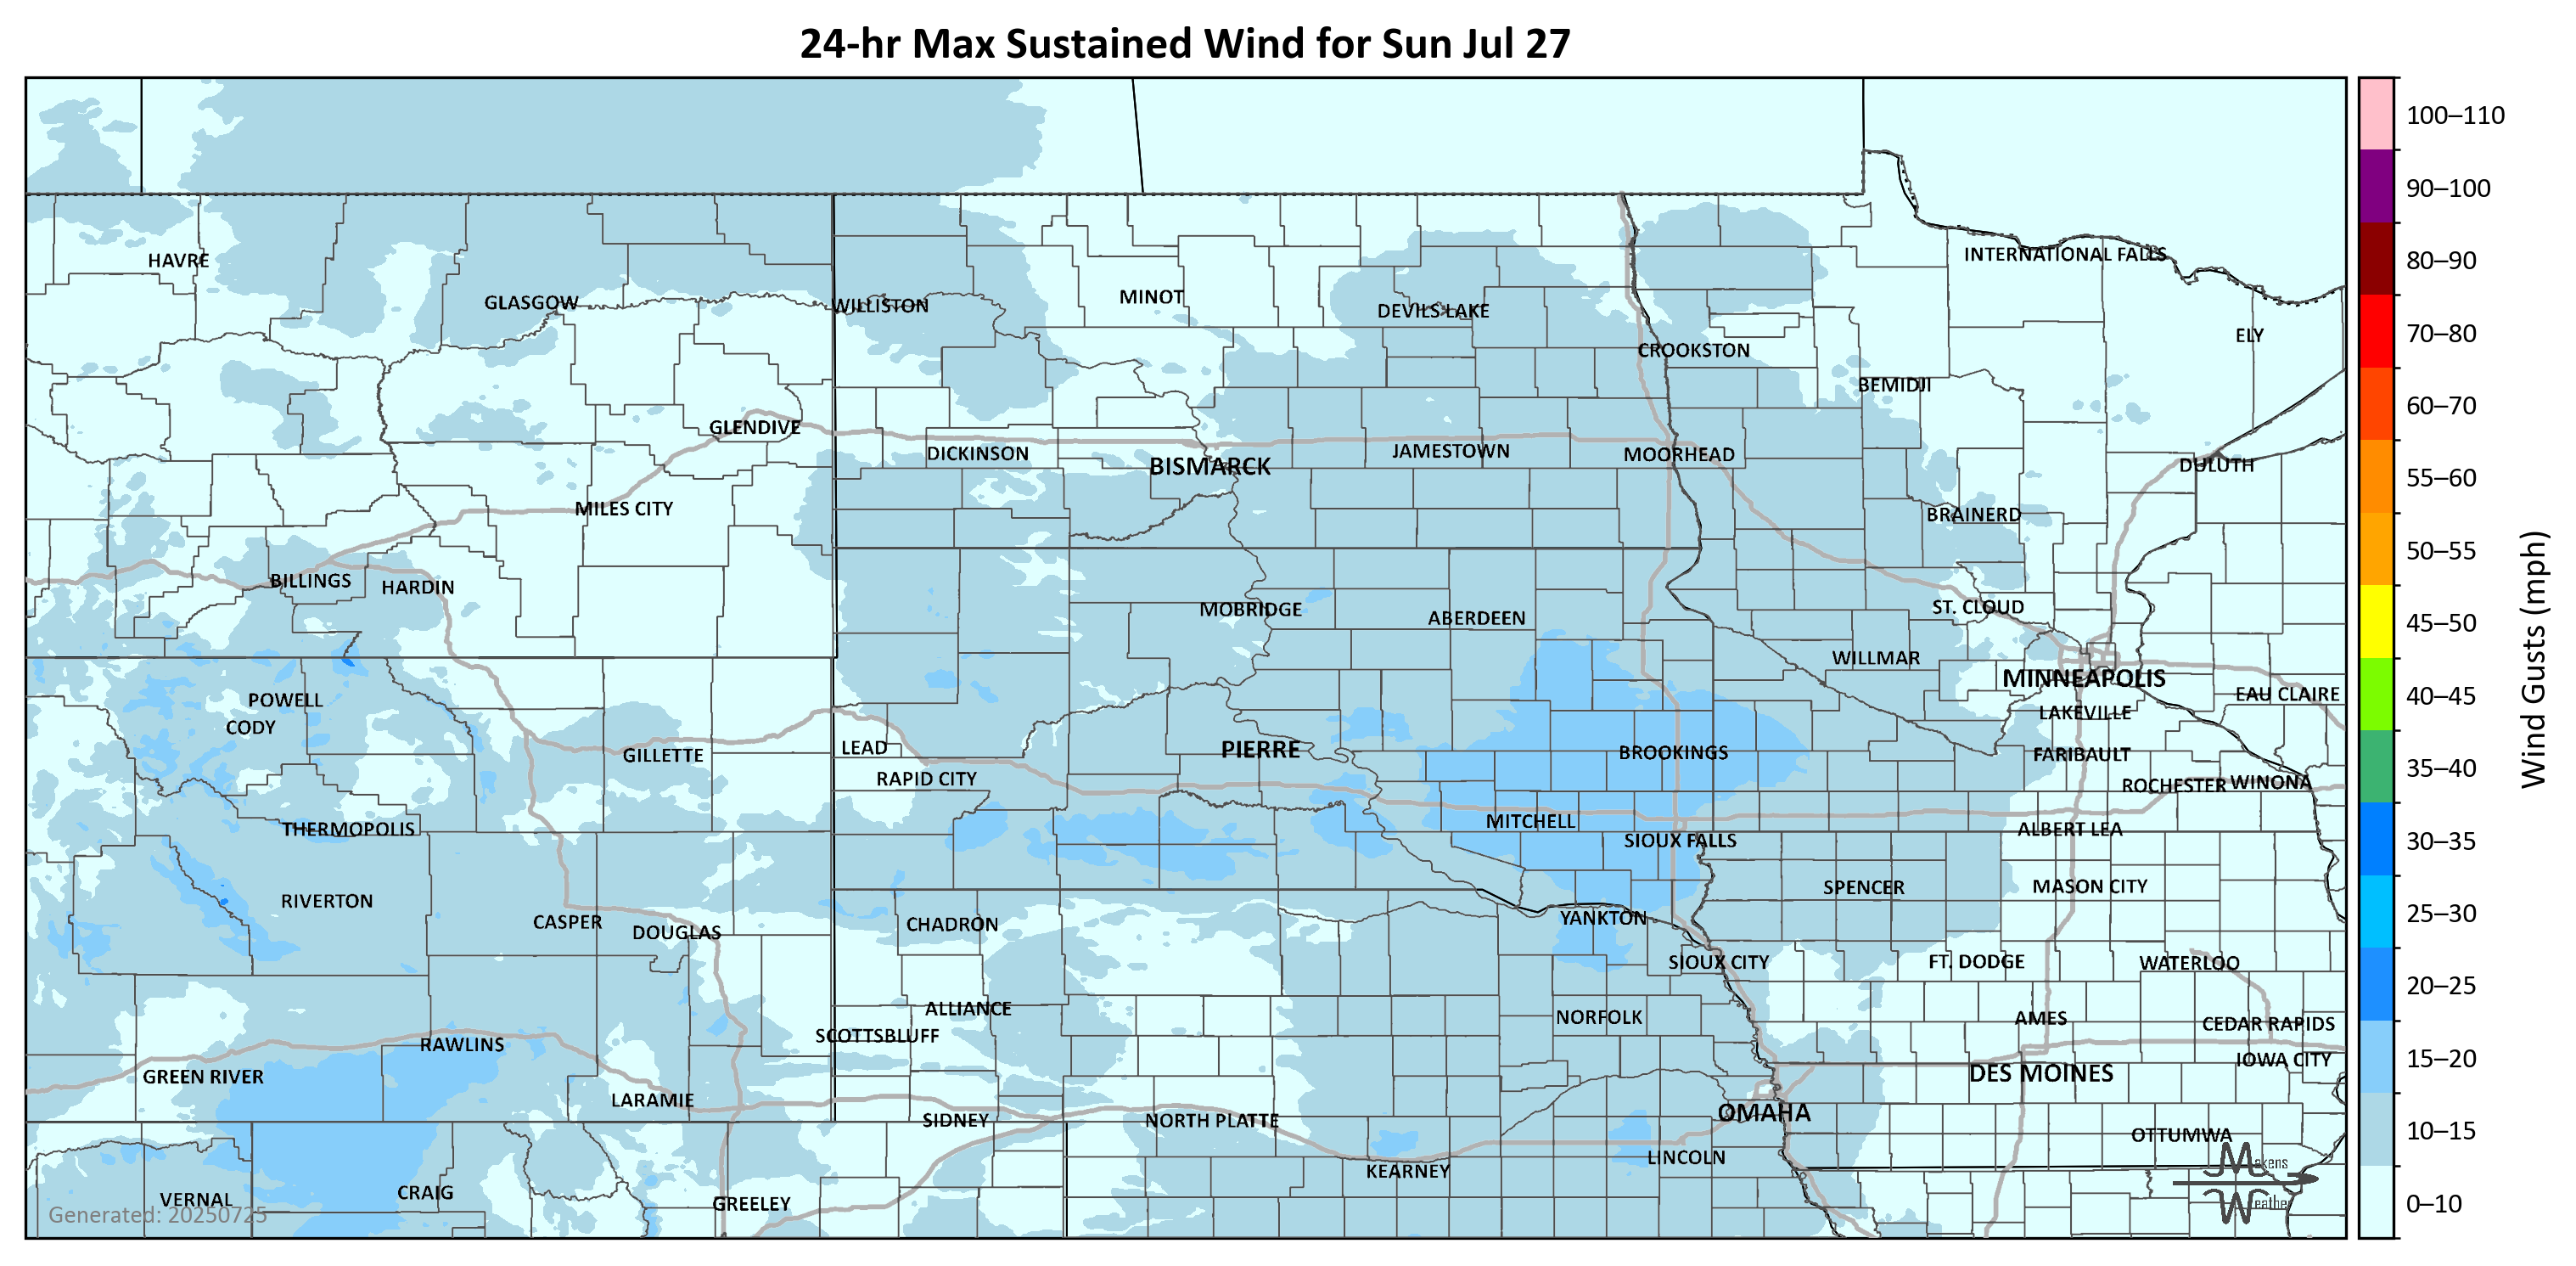 24-hr Max Sustained Wind for Sun Jul 27
100–110
90–100
80–90
70–80
60–70
55–60
50–55
45–50
40–45
35–40
30–35
25–30
20–25
15–20
10–15
0–10
Wind Gusts (mph)
HAVRE
INTERNATIONAL FALLS
GLASGOW
WILLISTON
MINOT
DEVILS LAKE
ELY
CROOKSTON
BEMIDJI
GLENDIVE
DICKINSON
BISMARCK
JAMESTOWN
MOORHEAD
DULUTH
MILES CITY
BRAINERD
BILLINGS
HARDIN
MOBRIDGE
ABERDEEN
ST. CLOUD
WILLMAR
MINNEAPOLIS
POWELL
EAU CLAIRE
CODY
LAKEVILLE
GILLETTE
LEAD
PIERRE
BROOKINGS
FARIBAULT
RAPID CITY
ROCHESTER
WINONA
THERMOPOLIS
MITCHELL
ALBERT LEA
SIOUX FALLS
RIVERTON
SPENCER
MASON CITY
CASPER
DOUGLAS
CHADRON
YANKTON
SIOUX CITY
FT. DODGE
WATERLOO
ALLIANCE
NORFOLK
AMES
CEDAR RAPIDS
SCOTTSBLUFF
RAWLINS
IOWA CITY
GREEN RIVER
DES MOINES
LARAMIE
OMAHA
SIDNEY
NORTH PLATTE
OTTUMWA
LINCOLN
KEARNEY
VERNAL
CRAIG
GREELEY
Makens
Weather
Generated: 20250725